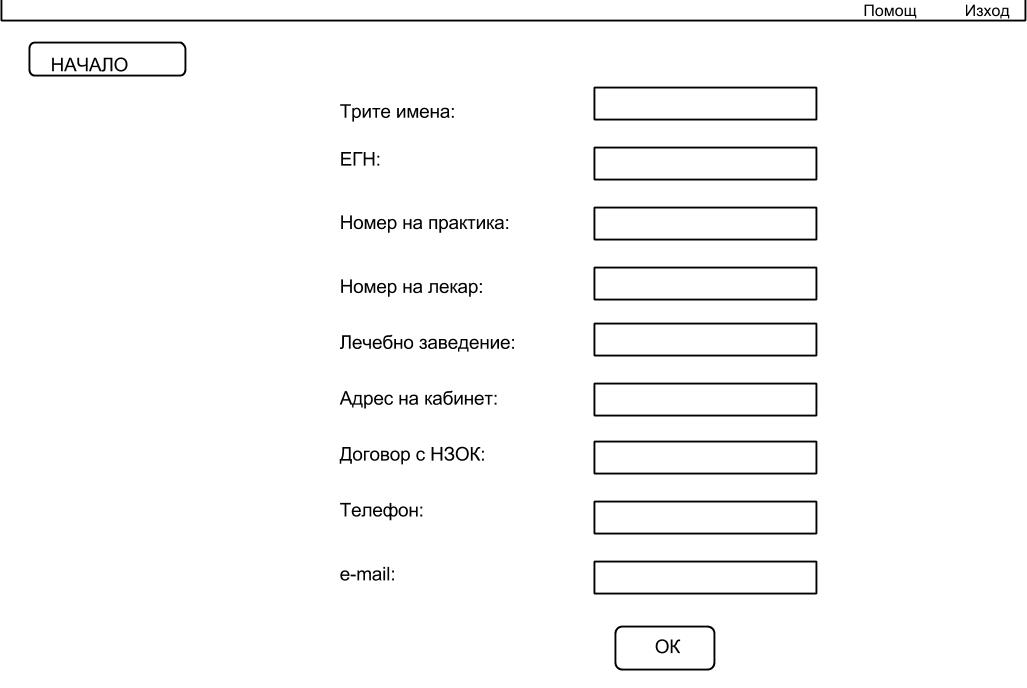 Помощ Изход
НАЧАЛО
Трите имена:
ЕГН:
Номер на практика:
Номер на лекар:
Лечебно заведение:
Адрес на кабинет:
Договор с НЗОК:
Телефон:
e-mail:
ОК